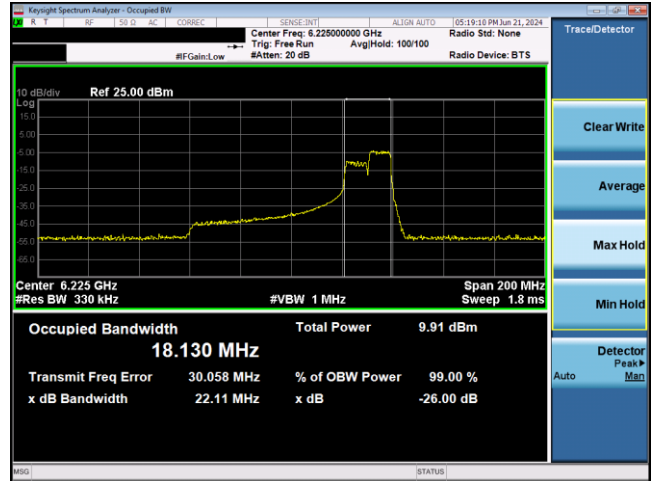 Keysight Spectrum Analyzer - Occupied BW
R T RF 50 Ω AC CORREC SENSE:INT ALIGN AUTO 05:19:10 PM Jun 21, 2024
Center Freq: 6.225000000 GHz Radio Std: None
Trig: Free Run Avg|Hold: 100/100
#IFGain:Low #Atten: 20 dB Radio Device: BTS
Trace/Detector
10 dB/div Ref 25.00 dBm
Log
15.0
5.00
-5.00
-15.0
-25.0
-35.0
-45.0
-55.0
-65.0
Center 6.225 GHz Span 200 MHz
#Res BW 330 kHz #VBW 1 MHz Sweep 1.8 ms
Occupied Bandwidth Total Power 9.91 dBm
18.130 MHz
Transmit Freq Error 30.058 MHz % of OBW Power 99.00 %
x dB Bandwidth 22.11 MHz x dB -26.00 dB
Clear Write
Average
Max Hold
Min Hold
Detector
Peak▶
Auto Man
MSG STATUS